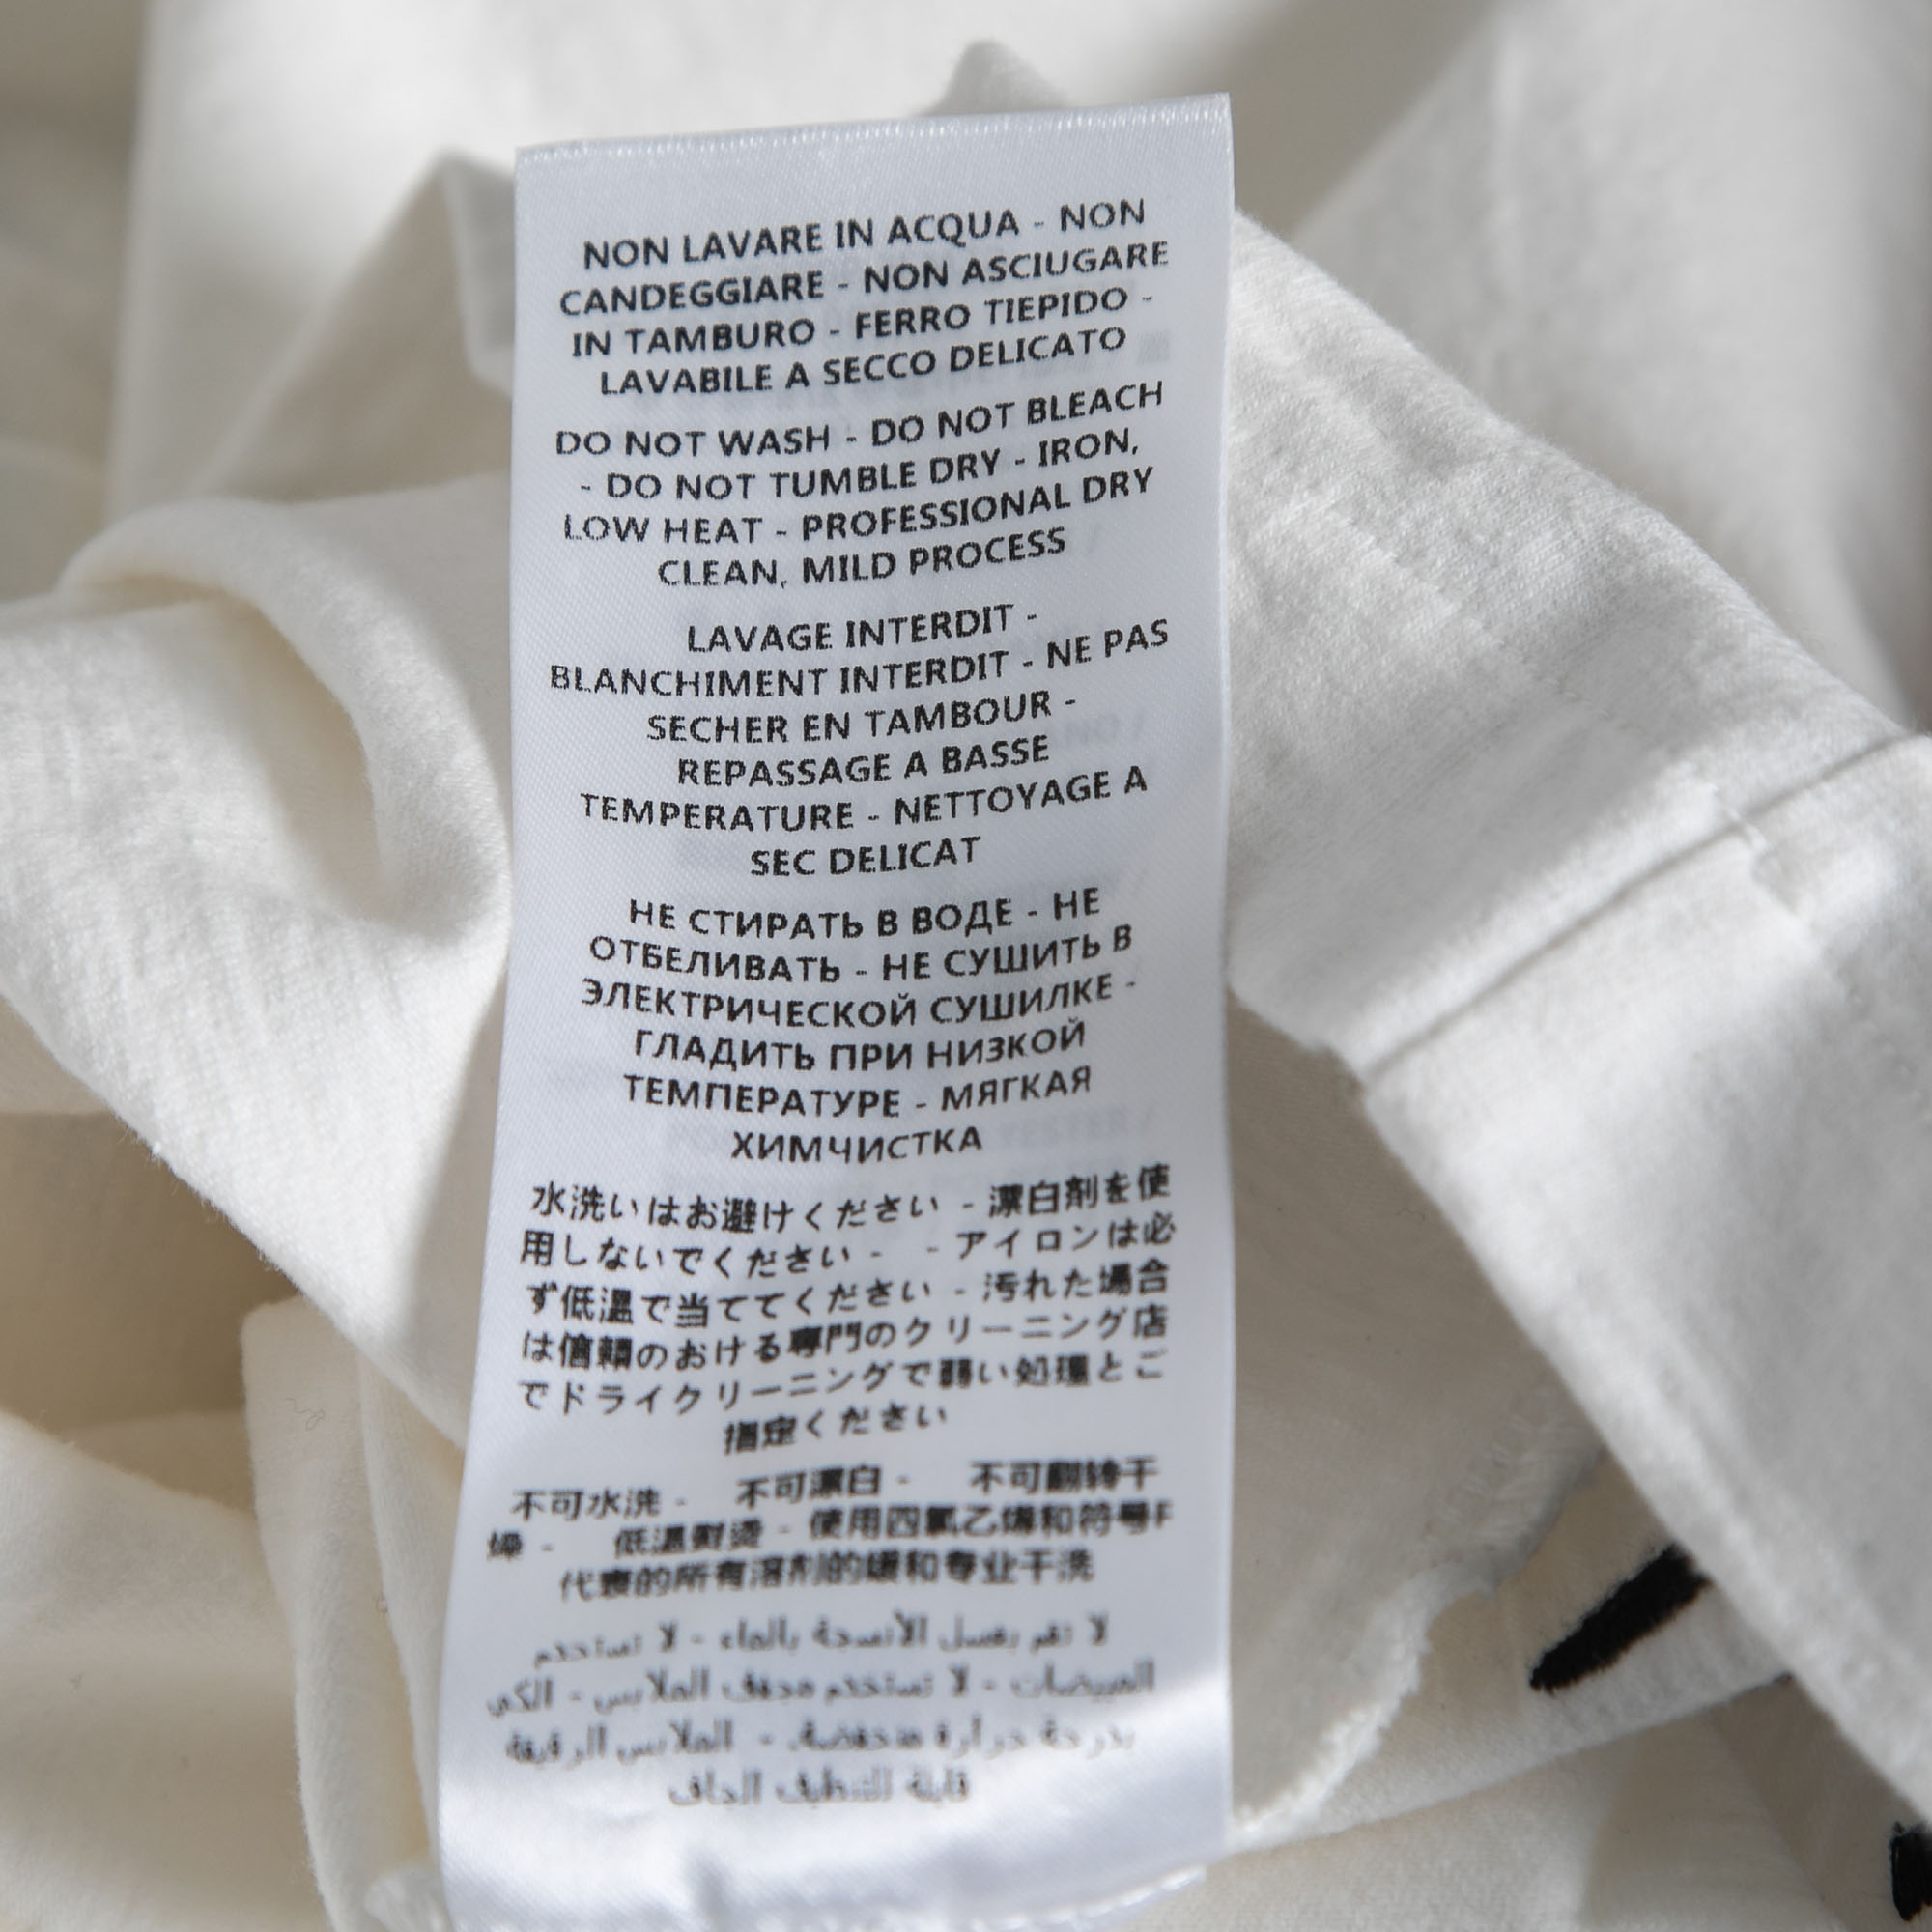 NON LAVARE IN ACQUA - NON
CANDEGGIARE - NON ASCIUGARE
IN TAMBURO - FERRO TIEPIDO -
LAVABILE A SECCO DELICATO
DO NOT WASH - DO NOT BLEACH
- DO NOT TUMBLE DRY - IRON,
LOW HEAT - PROFESSIONAL DRY
CLEAN, MILD PROCESS
LAVAGE INTERDIT -
BLANCHIMENT INTERDIT - NE PAS
SECHER EN TAMBOUR -
REPASSAGE A BASSE
TEMPERATURE - NETTOYAGE A
SEC DELICAT
НЕ СТИРАТЬ В ВОДЕ - НЕ
ОТБЕЛИВАТЬ - НЕ СУШИТЬ В
ЭЛЕКТРИЧЕСКОЙ СУШИЛКЕ -
ГЛАДИТЬ ПРИ НИЗКОЙ
ТЕМПЕРАТУРЕ - МЯГКАЯ
ХИМЧИСТКА
水洗いはお避けください - 漂白剤を使
用しないでください - - アイロンは必
ず低温で当ててください - 汚れた場合
は信頼のおける専門のクリーニング店
でドライクリーニングで弱い処理とご
指定ください
不可水洗 - 不可漂白 - 不可翻转干
燥 - 低温熨烫 - 使用四氯乙烯和符号F
代表的所有溶剂的缓和专业干洗
لا تقم بغسل الأنسجة بالماء - لا تستخدم
المبيضات - لا تستخدم مجفف الملابس - الكي
بدرجة حرارة منخفضة. - الملابس الرقيقة
قابلة للتنظيف الجاف